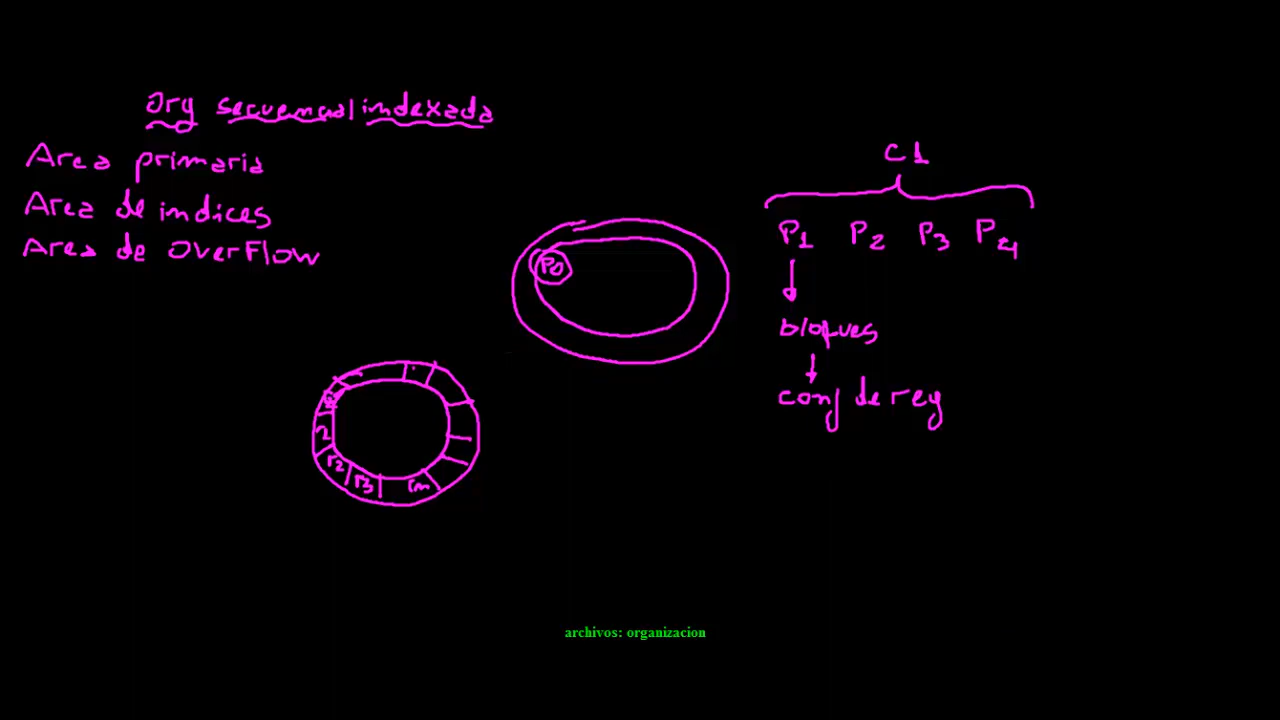 Org secuencial indexada
Area primaria
Area de indices
Area de OverFlow
C1
P1 P2 P3 P4
P0
bloques
conj de reg
2
r2 r3 rn
archivos: organizacion